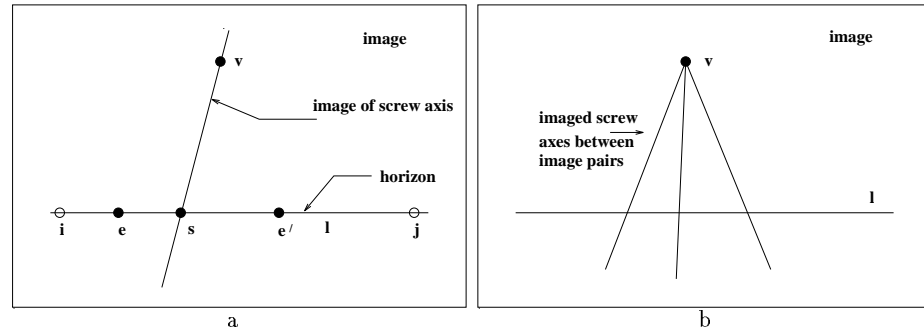 image
v
image of screw axis
horizon
i
e
s
e /
l
j
a
image
v
imaged screw
axes between
image pairs
l
b